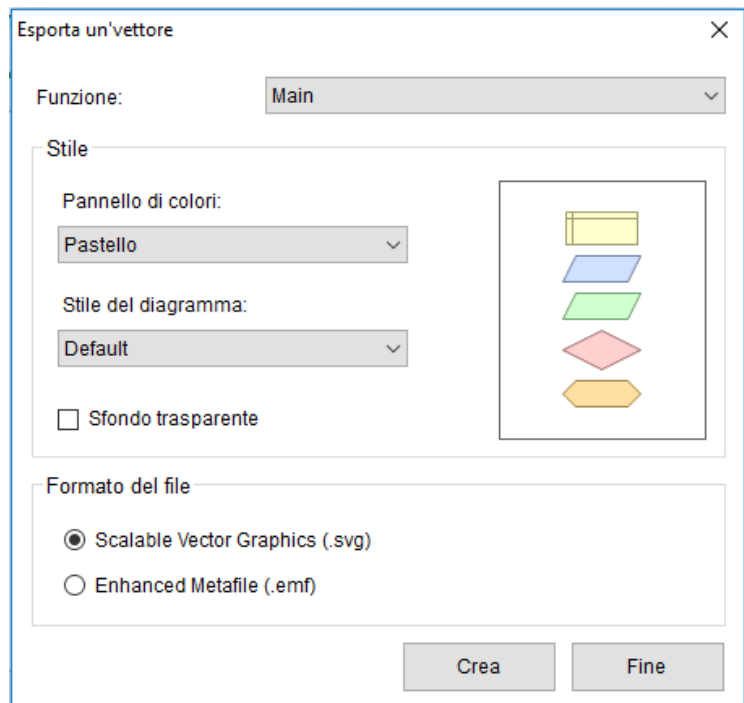 Esporta un'vettore
Funzione:
Main
Stile
Pannello di colori:
Pastello
Stile del diagramma:
Default
Sfondo trasparente
Formato del file
Scalable Vector Graphics (.svg)
Enhanced Metafile (.emf)
Crea
Fine